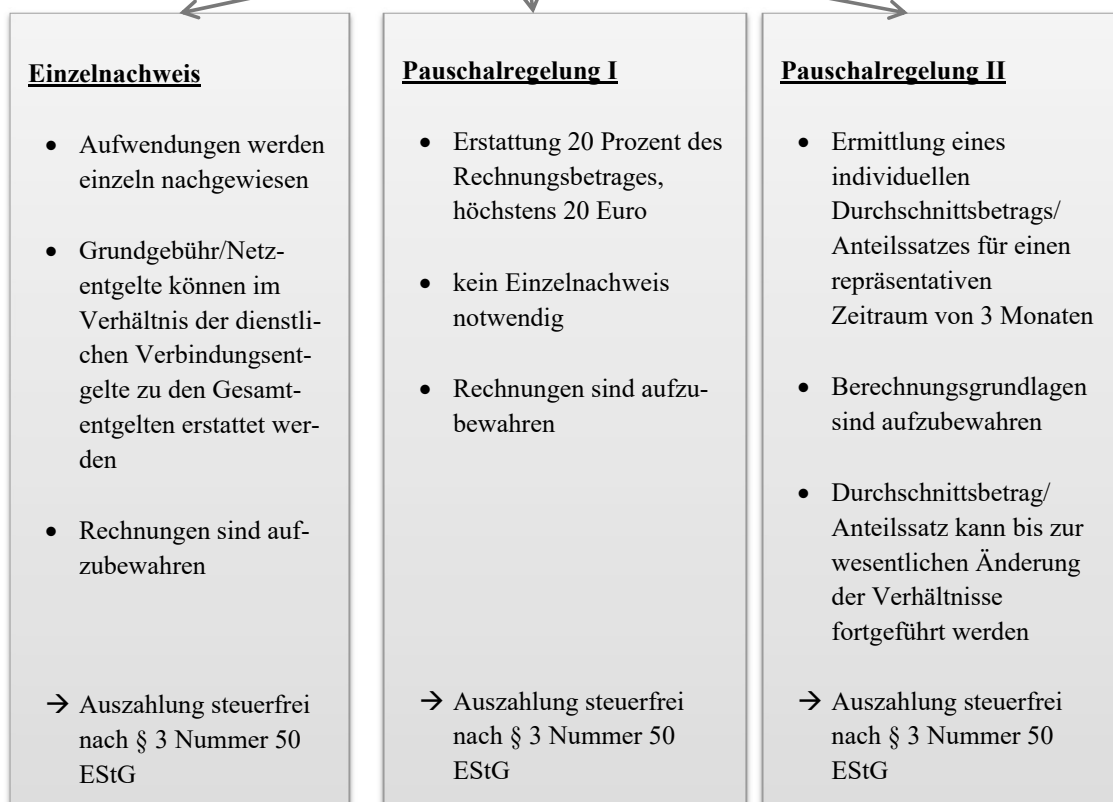 Einzelnachweis
• Aufwendungen werden
einzeln nachgewiesen
• Grundgebühr/Netz-
entgelte können im
Verhältnis der dienstli-
chen Verbindungsent-
gelte zu den Gesamt-
entgelten erstattet wer-
den
• Rechnungen sind auf-
zubewahren
→ Auszahlung steuerfrei
nach § 3 Nummer 50
EStG
Pauschalregelung I
• Erstattung 20 Prozent des
Rechnungsbetrages,
höchstens 20 Euro
• kein Einzelnachweis
notwendig
• Rechnungen sind aufzu-
bewahren
→ Auszahlung steuerfrei
nach § 3 Nummer 50
EStG
Pauschalregelung II
• Ermittlung eines
individuellen
Durchschnittsbetrags/
Anteilssatzes für einen
repräsentativen
Zeitraum von 3 Monaten
• Berechnungsgrundlagen
sind aufzubewahren
• Durchschnittsbetrag/
Anteilssatz kann bis zur
wesentlichen Änderung
der Verhältnisse
fortgeführt werden
→ Auszahlung steuerfrei
nach § 3 Nummer 50
EStG